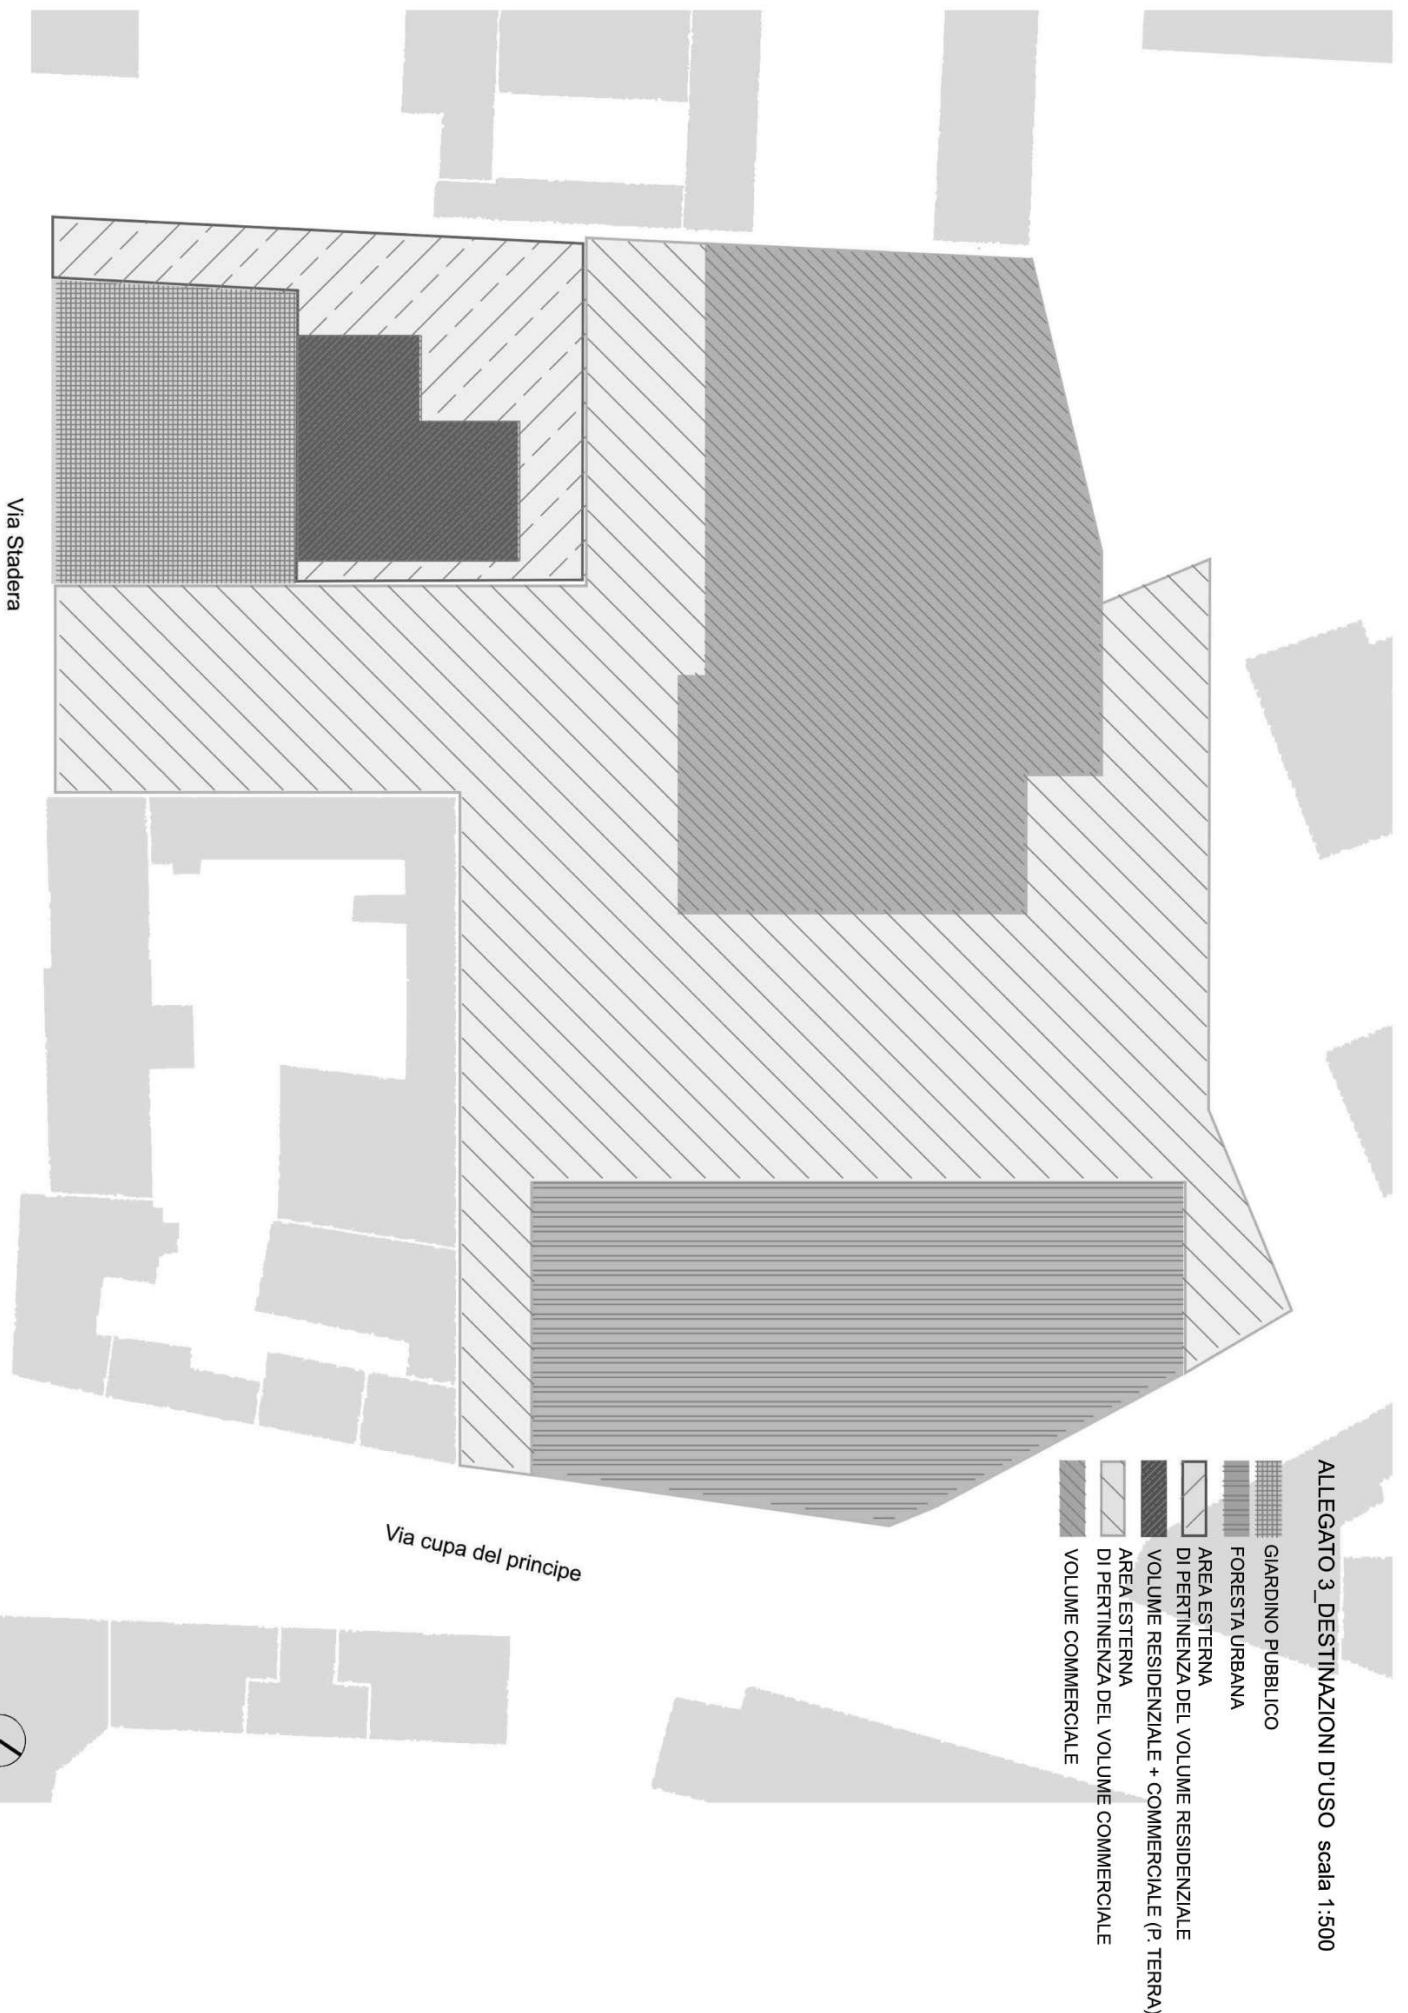 ALLEGATO 3_DESTINAZIONI D'USO scala 1:500
GIARDINO PUBBLICO
FORESTA URBANA
AREA ESTERNA
DI PERTINENZA DEL VOLUME RESIDENZIALE
VOLUME RESIDENZIALE + COMMERCIALE (P. TERRA)
AREA ESTERNA
DI PERTINENZA DEL VOLUME COMMERCIALE
VOLUME COMMERCIALE
Via Stadera
Via cupa del principe